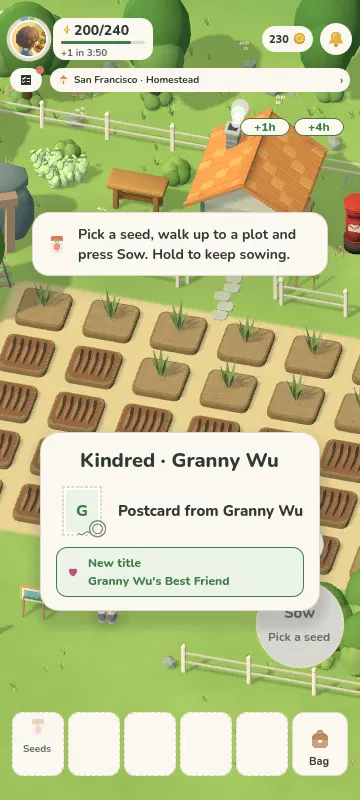 200/240
+1 in 3:50
230
San Francisco · Homestead
+1h
+4h
Pick a seed, walk up to a plot and
press Sow. Hold to keep sowing.
Kindred · Granny Wu
G
Postcard from Granny Wu
New title
Granny Wu's Best Friend
Sow
Pick a seed
Seeds
Bag